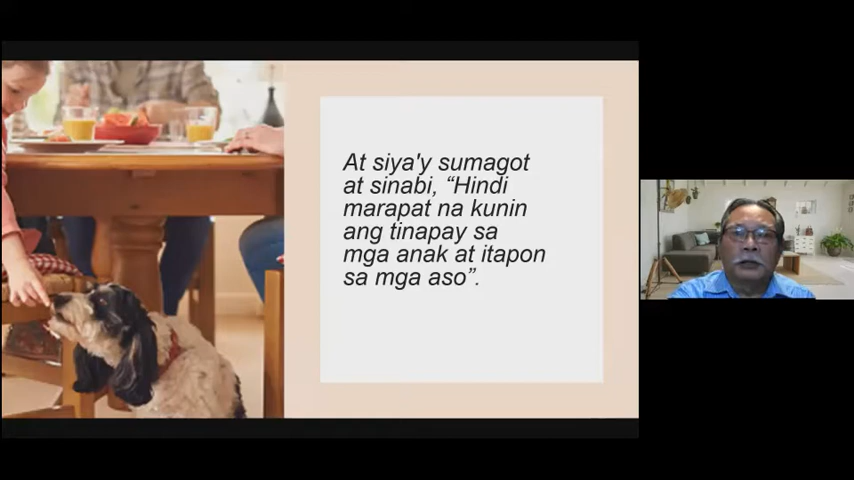 At siya'y sumagot
at sinabi, “Hindi
marapat na kunin
ang tinapay sa
mga anak at itapon
sa mga aso”.